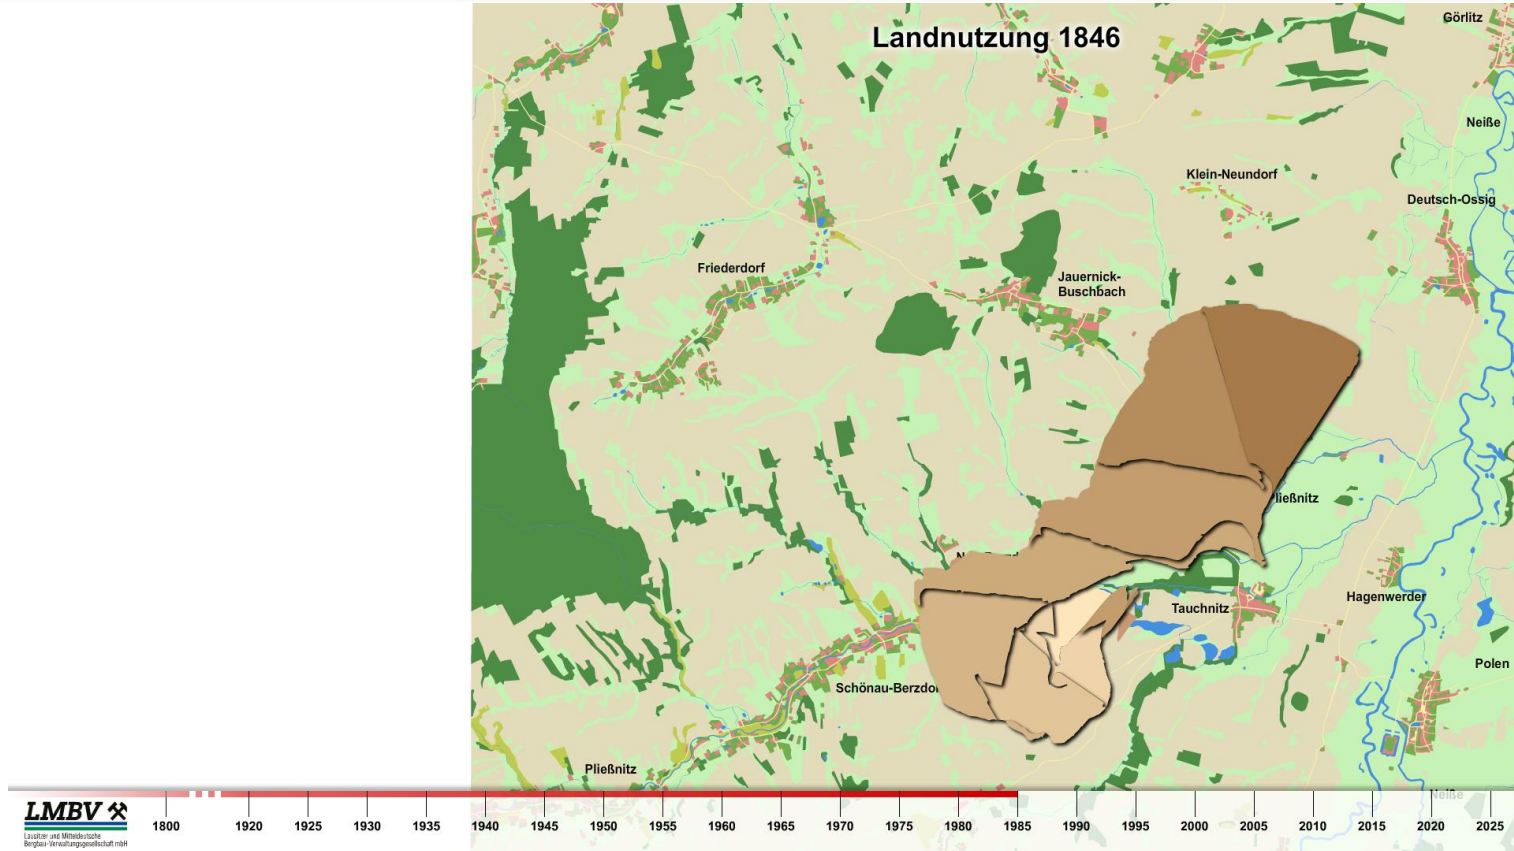 Landnutzung 1846
Görlitz
Neiße
Klein-Neundorf
Deutsch-Ossig
Friederdorf
Jauernick-
Buschbach
ließnitz
Hagenwerder
Tauchnitz
Polen
Schönau-Berzdo
Pließnitz
Neiße
LMBV
Lausitzer und Mitteldeutsche
Bergbau-Verwaltungsgesellschaft mbH
1800 1920 1925 1930 1935 1940 1945 1950 1955 1960 1965 1970 1975 1980 1985 1990 1995 2000 2005 2010 2015 2020 2025